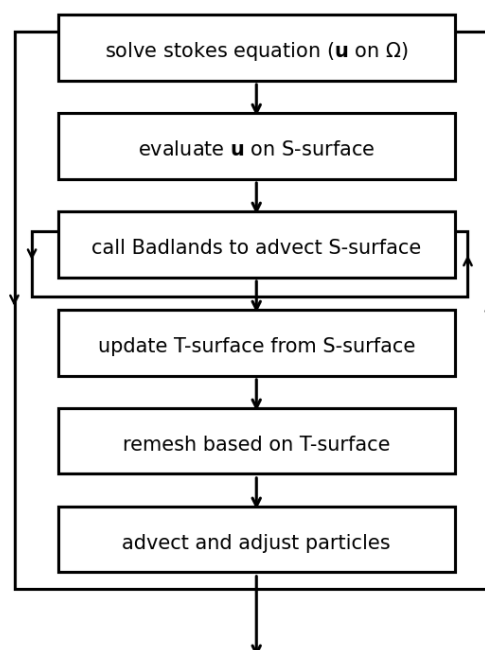 solve stokes equation (u on Ω)
evaluate u on S-surface
call Badlands to advect S-surface
update T-surface from S-surface
remesh based on T-surface
advect and adjust particles